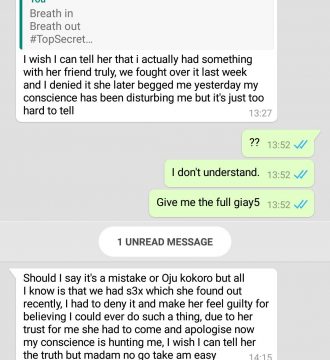 You
Breath in
Breath out
#TopSecret…
I wish I can tell her that i actually had something
with her friend truly, we fought over it last week
and I denied it she later begged me yesterday my
conscience has been disturbing me but it's just too
hard to tell
13:27
?? 13:52
I don't understand. 13:52
Give me the full giay5 13:52
1 UNREAD MESSAGE
Should I say it's a mistake or Oju kokoro but all
I know is that we had s3x which she found out
recently, I had to deny it and make her feel guilty for
believing I could ever do such a thing, due to her
trust for me she had to come and apologise now
my conscience is hunting me, I wish I can tell her
the truth but madam no go take am easy 14:15